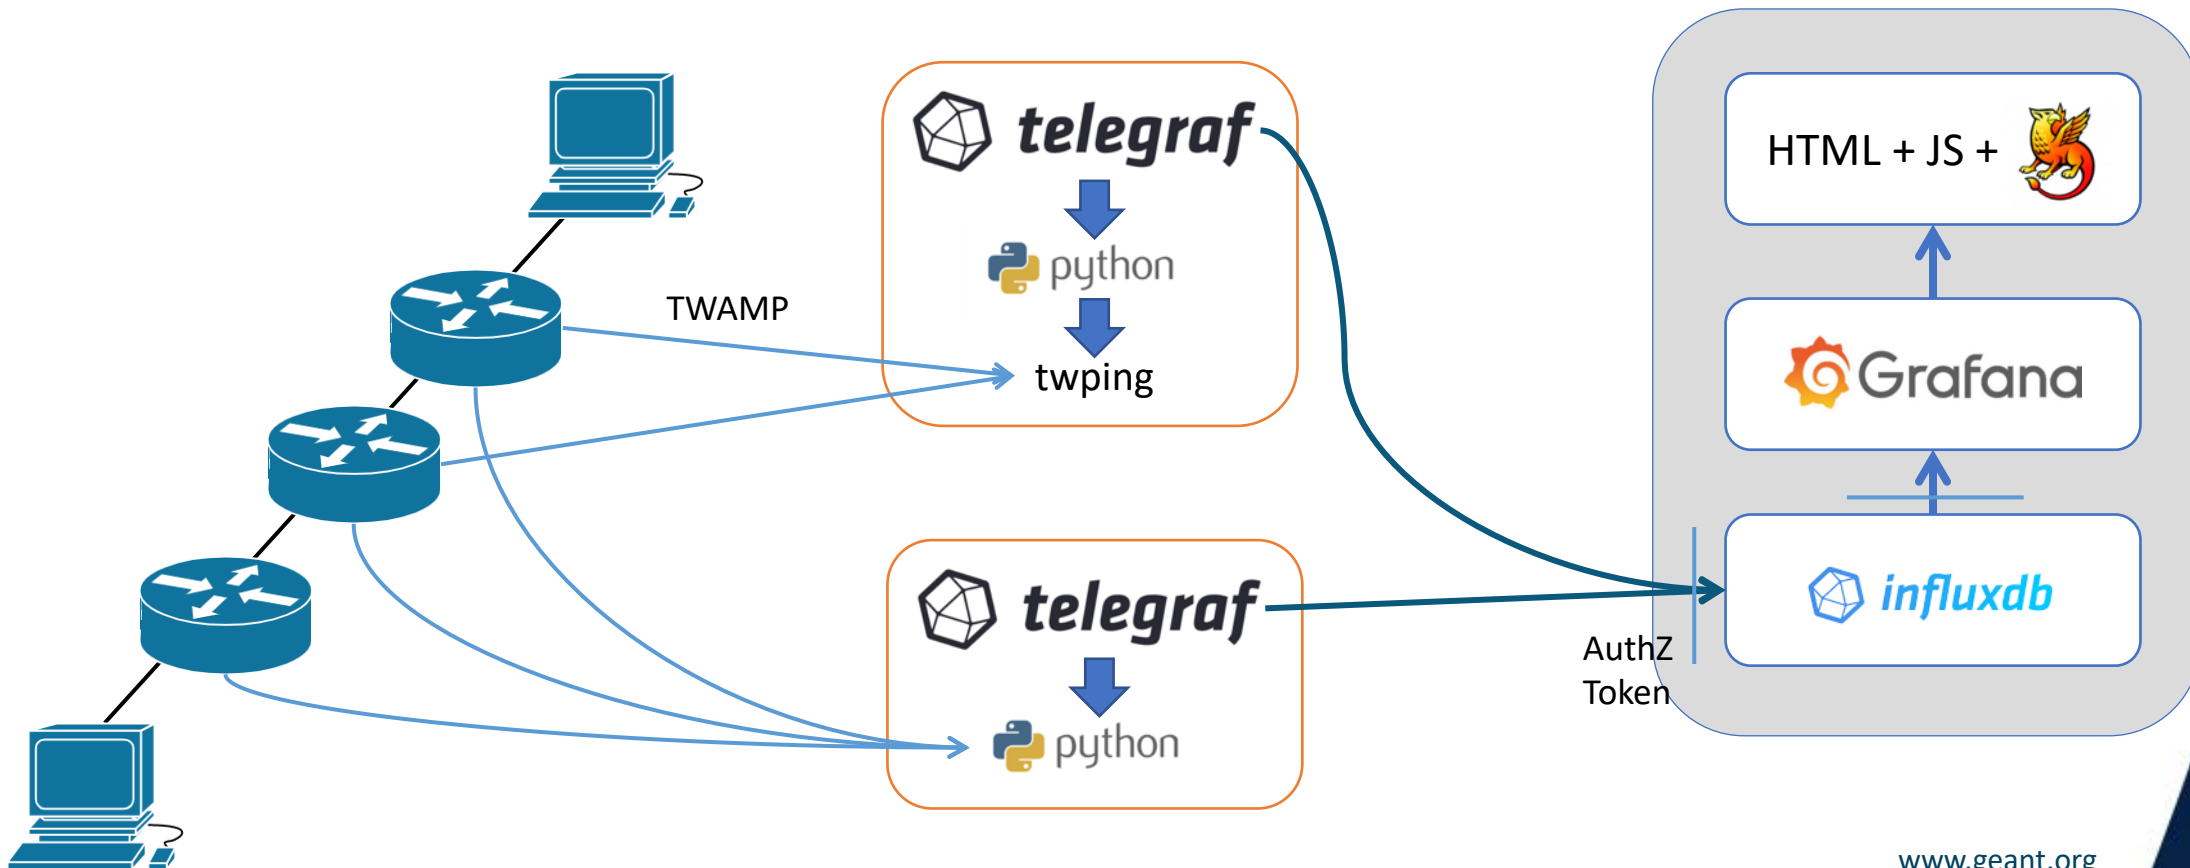 TWAMP
telegraf
python
twping
telegraf
python
AuthZ
Token
HTML + JS +
Grafana
influxdb
www.geant.org